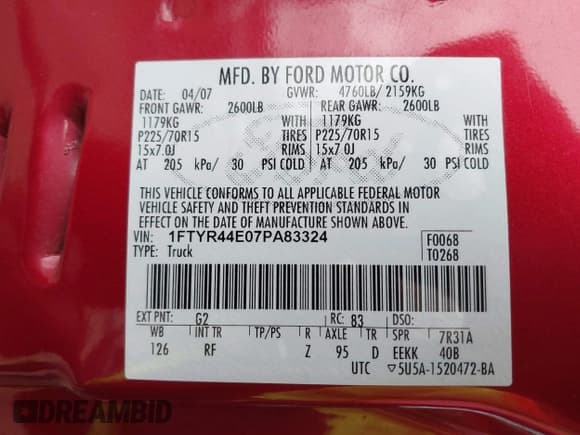 MFD. BY FORD MOTOR CO.
DATE: 04/07 GVWR: 4760LB/ 2159KG
FRONT GAWR: 2600LB REAR GAWR: 2600LB
1179KG WITH 1179KG WITH
P225/70R15 TIRES P225/70R15 TIRES
15x7.0J RIMS 15x7.0J RIMS
AT 205 kPa/ 30 PSI COLD AT 205 kPa/ 30 PSI COLD
THIS VEHICLE CONFORMS TO ALL APPLICABLE FEDERAL MOTOR
VEHICLE SAFETY AND THEFT PREVENTION STANDARDS IN
EFFECT ON THE DATE OF MANUFACTURE SHOWN ABOVE.
VIN: 1FTYR44E07PA83324 F0068
TYPE: Truck T0268
EXT PNT: G2 RC: 83 DSO:
WB INT TR TP/PS R AXLE TR SPR 7R31A
126 RF Z 95 D EEKK 40B
UTC ▽5U5A-1520472-BA
DREAMBID